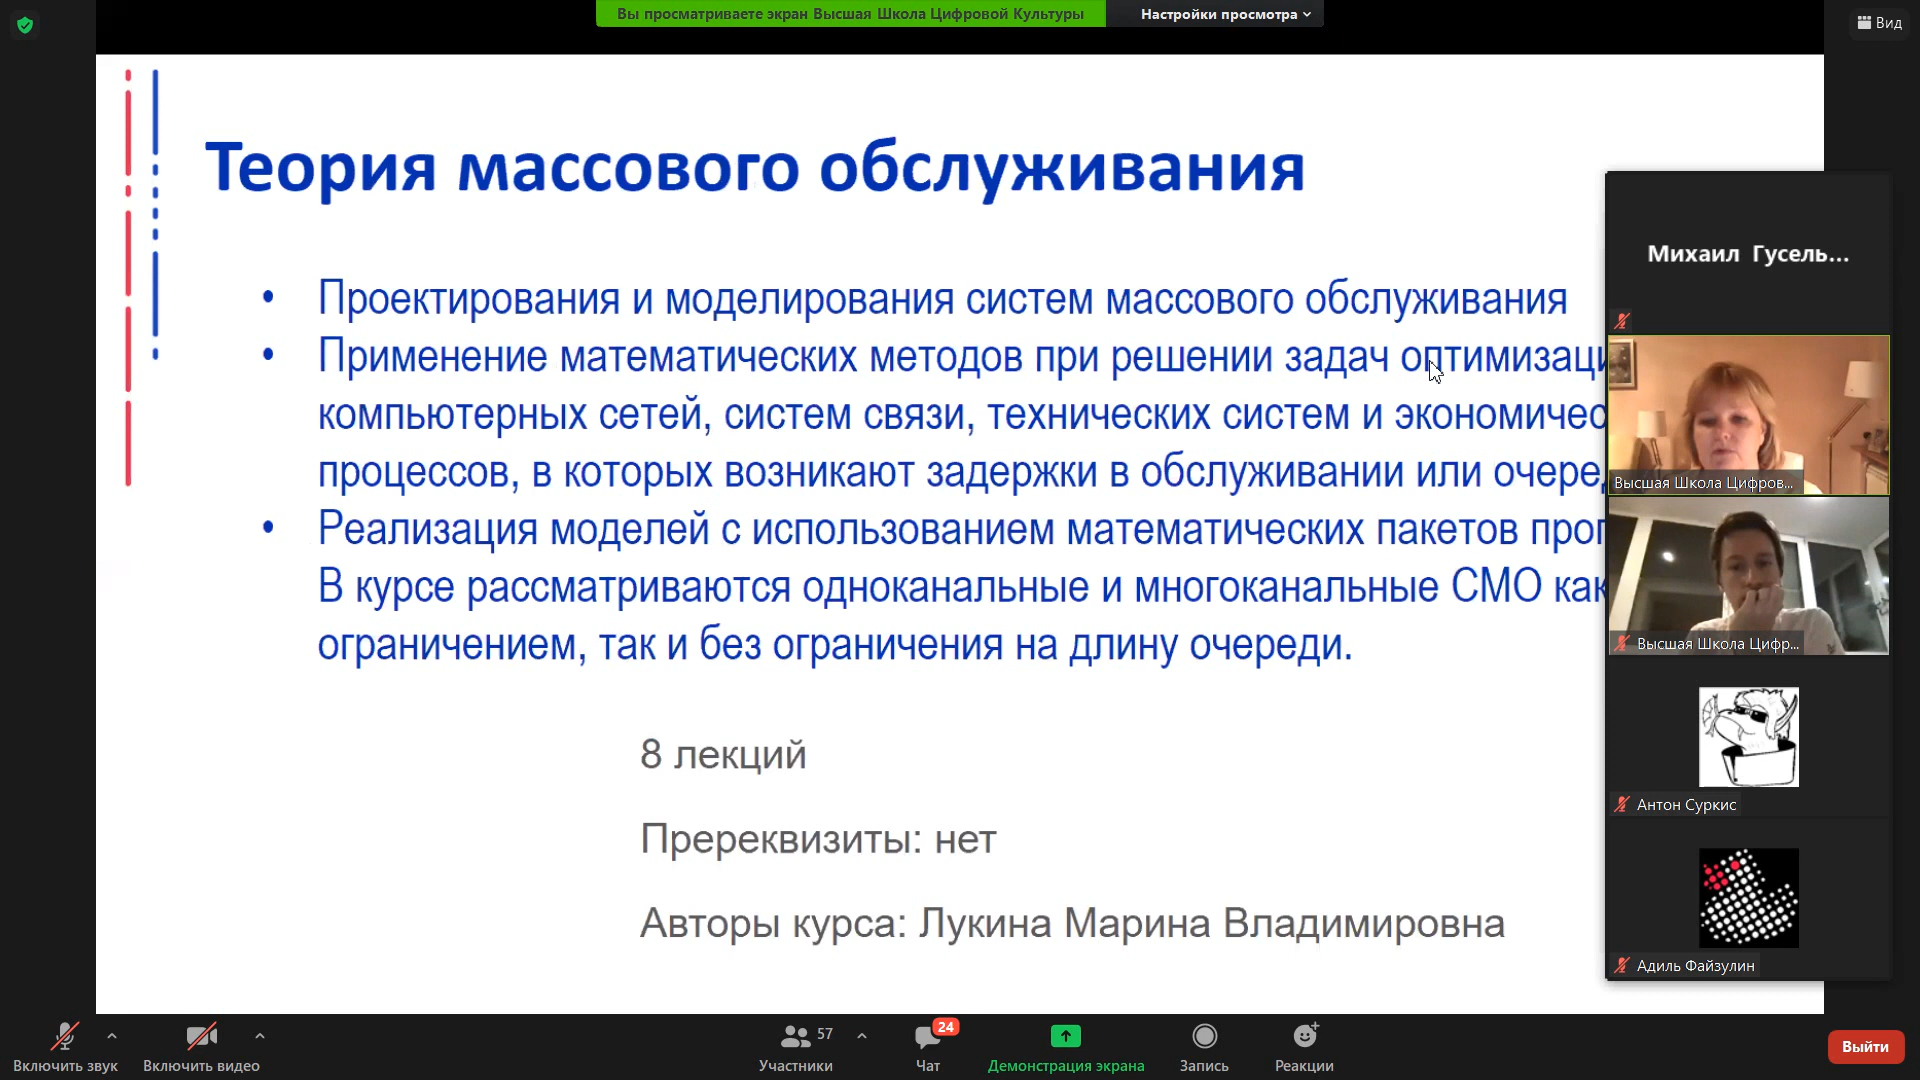 Вы просматриваете экран Высшая Школа Цифровой Культуры
Настройки просмотра
Вид
Теория массового обслуживания
• Проектирования и моделирования систем массового обслуживания
• Применение математических методов при решении задач оптимизаци
компьютерных сетей, систем связи, технических систем и экономичес
процессов, в которых возникают задержки в обслуживании или очере
• Реализация моделей с использованием математических пакетов прог
В курсе рассматриваются одноканальные и многоканальные СМО как
ограничением, так и без ограничения на длину очереди.
8 лекций
Пререквизиты: нет
Авторы курса: Лукина Марина Владимировна
Михаил Гусель...
Высшая Школа Цифров...
Высшая Школа Цифр...
Антон Суркис
Адиль Файзулин
Включить звук
Включить видео
57
Участники
24
Чат
Демонстрация экрана
Запись
Реакции
Выйти